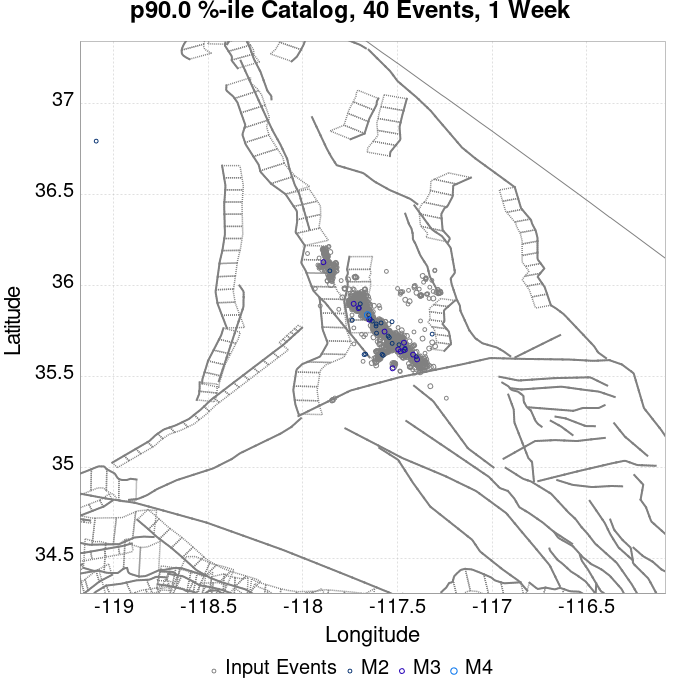 p90.0 %-ile Catalog, 40 Events, 1 Week
37
36.5
36
35.5
35
34.5
Latitude
-119 -118.5 -118 -117.5 -117 -116.5
Longitude
Input Events M2 M3 M4